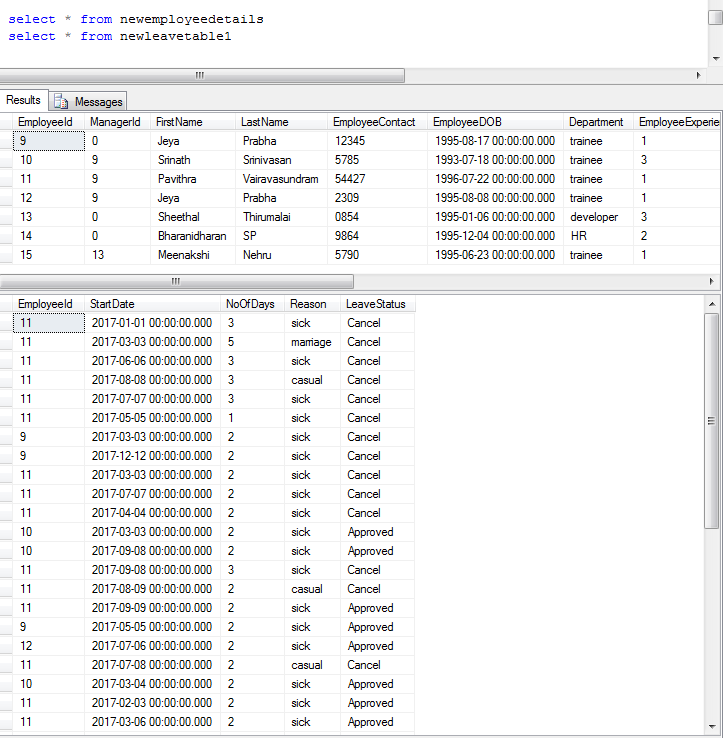 select * from newemployeedetails
select * from newleavetable1
Results Messages
EmployeeId ManagerId FirstName LastName EmployeeContact EmployeeDOB Department EmployeeExperie
9 0 Jeya Prabha 12345 1995-08-17 00:00:00.000 trainee 1
10 9 Srinath Srinivasan 5785 1993-07-18 00:00:00.000 trainee 3
11 9 Pavithra Vairavasundram 54427 1996-07-22 00:00:00.000 trainee 1
12 9 Jeya Prabha 2309 1995-08-08 00:00:00.000 trainee 1
13 0 Sheethal Thirumalai 0854 1995-01-06 00:00:00.000 developer 3
14 0 Bharanidharan SP 9864 1995-12-04 00:00:00.000 HR 2
15 13 Meenakshi Nehru 5790 1995-06-23 00:00:00.000 trainee 1
EmployeeId StartDate NoOfDays Reason LeaveStatus
11 2017-01-01 00:00:00.000 3 sick Cancel
11 2017-03-03 00:00:00.000 5 marriage Cancel
11 2017-06-06 00:00:00.000 3 sick Cancel
11 2017-08-08 00:00:00.000 3 casual Cancel
11 2017-07-07 00:00:00.000 3 sick Cancel
11 2017-05-05 00:00:00.000 1 sick Cancel
9 2017-03-03 00:00:00.000 2 sick Cancel
9 2017-12-12 00:00:00.000 2 sick Cancel
11 2017-03-03 00:00:00.000 2 sick Cancel
11 2017-07-07 00:00:00.000 2 sick Cancel
11 2017-04-04 00:00:00.000 2 sick Cancel
10 2017-03-03 00:00:00.000 2 sick Approved
10 2017-09-08 00:00:00.000 2 sick Approved
11 2017-09-08 00:00:00.000 3 sick Cancel
11 2017-08-09 00:00:00.000 2 casual Cancel
11 2017-09-09 00:00:00.000 2 sick Approved
9 2017-05-05 00:00:00.000 2 sick Approved
12 2017-07-06 00:00:00.000 2 sick Approved
11 2017-07-08 00:00:00.000 2 casual Cancel
10 2017-03-04 00:00:00.000 2 sick Approved
11 2017-02-03 00:00:00.000 2 sick Approved
11 2017-03-06 00:00:00.000 2 sick Approved